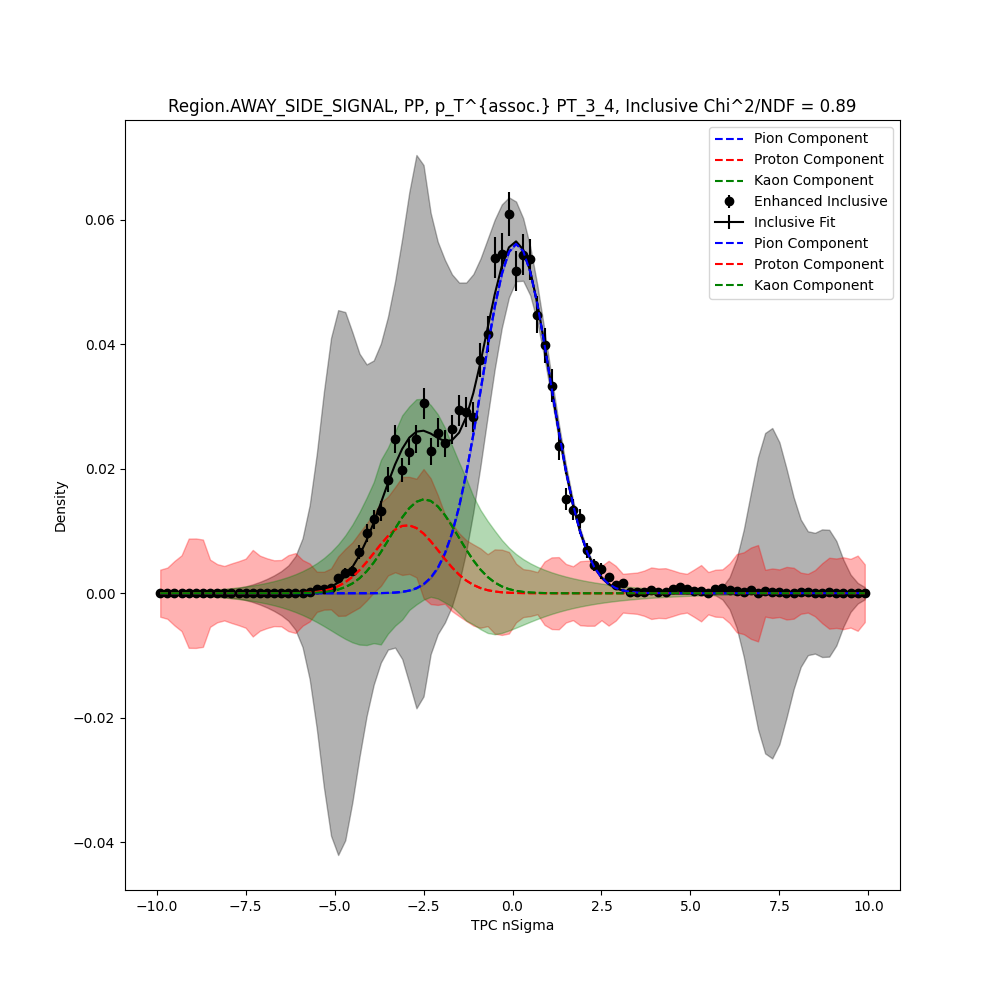 Region.AWAY_SIDE_SIGNAL, PP, p_T^{assoc.} PT_3_4, Inclusive Chi^2/NDF = 0.89
Pion Component
Proton Component
Kaon Component
Enhanced Inclusive
Inclusive Fit
Pion Component
Proton Component
Kaon Component
0.06
0.04
0.02
0.00
−0.02
−0.04
Density
−10.0 −7.5 −5.0 −2.5 0.0 2.5 5.0 7.5 10.0
TPC nSigma